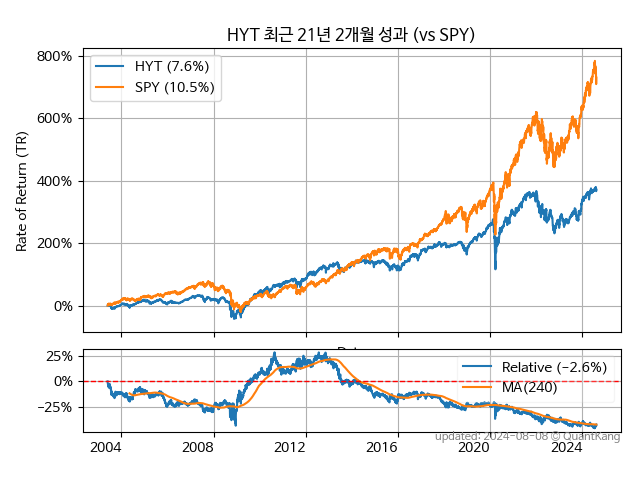 HYT 최근 21년 2개월 성과 (vs SPY)
HYT (7.6%)
SPY (10.5%)
Rate of Return (TR)
800%
600%
400%
200%
0%
25%
0%
−25%
Relative (−2.6%)
MA(240)
2004 2008 2012 2016 2020 2024
updated: 2024-08-08 © QuantKang